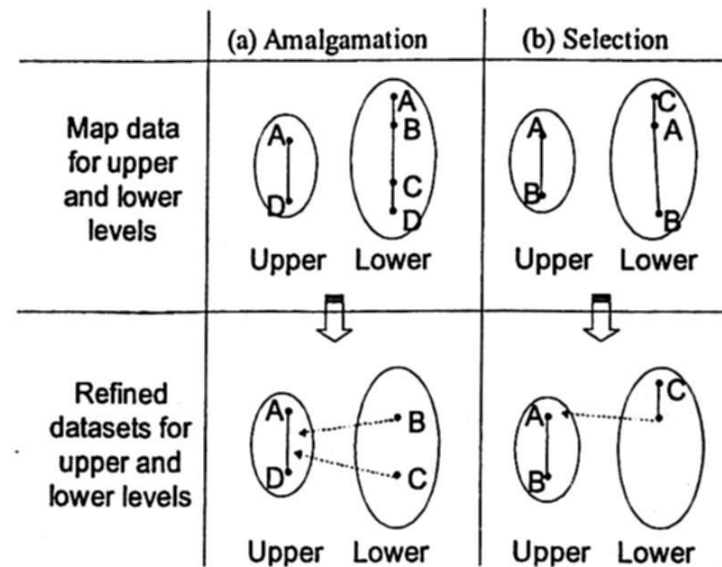 (a) Amalgamation (b) Selection
Map data
for upper
and lower
levels
A
D
A
B
C
D
A
B
C
A
B
Upper Lower Upper Lower
Refined
datasets for
upper and
lower levels
A
D
B
C
A
B
C
Upper Lower Upper Lower